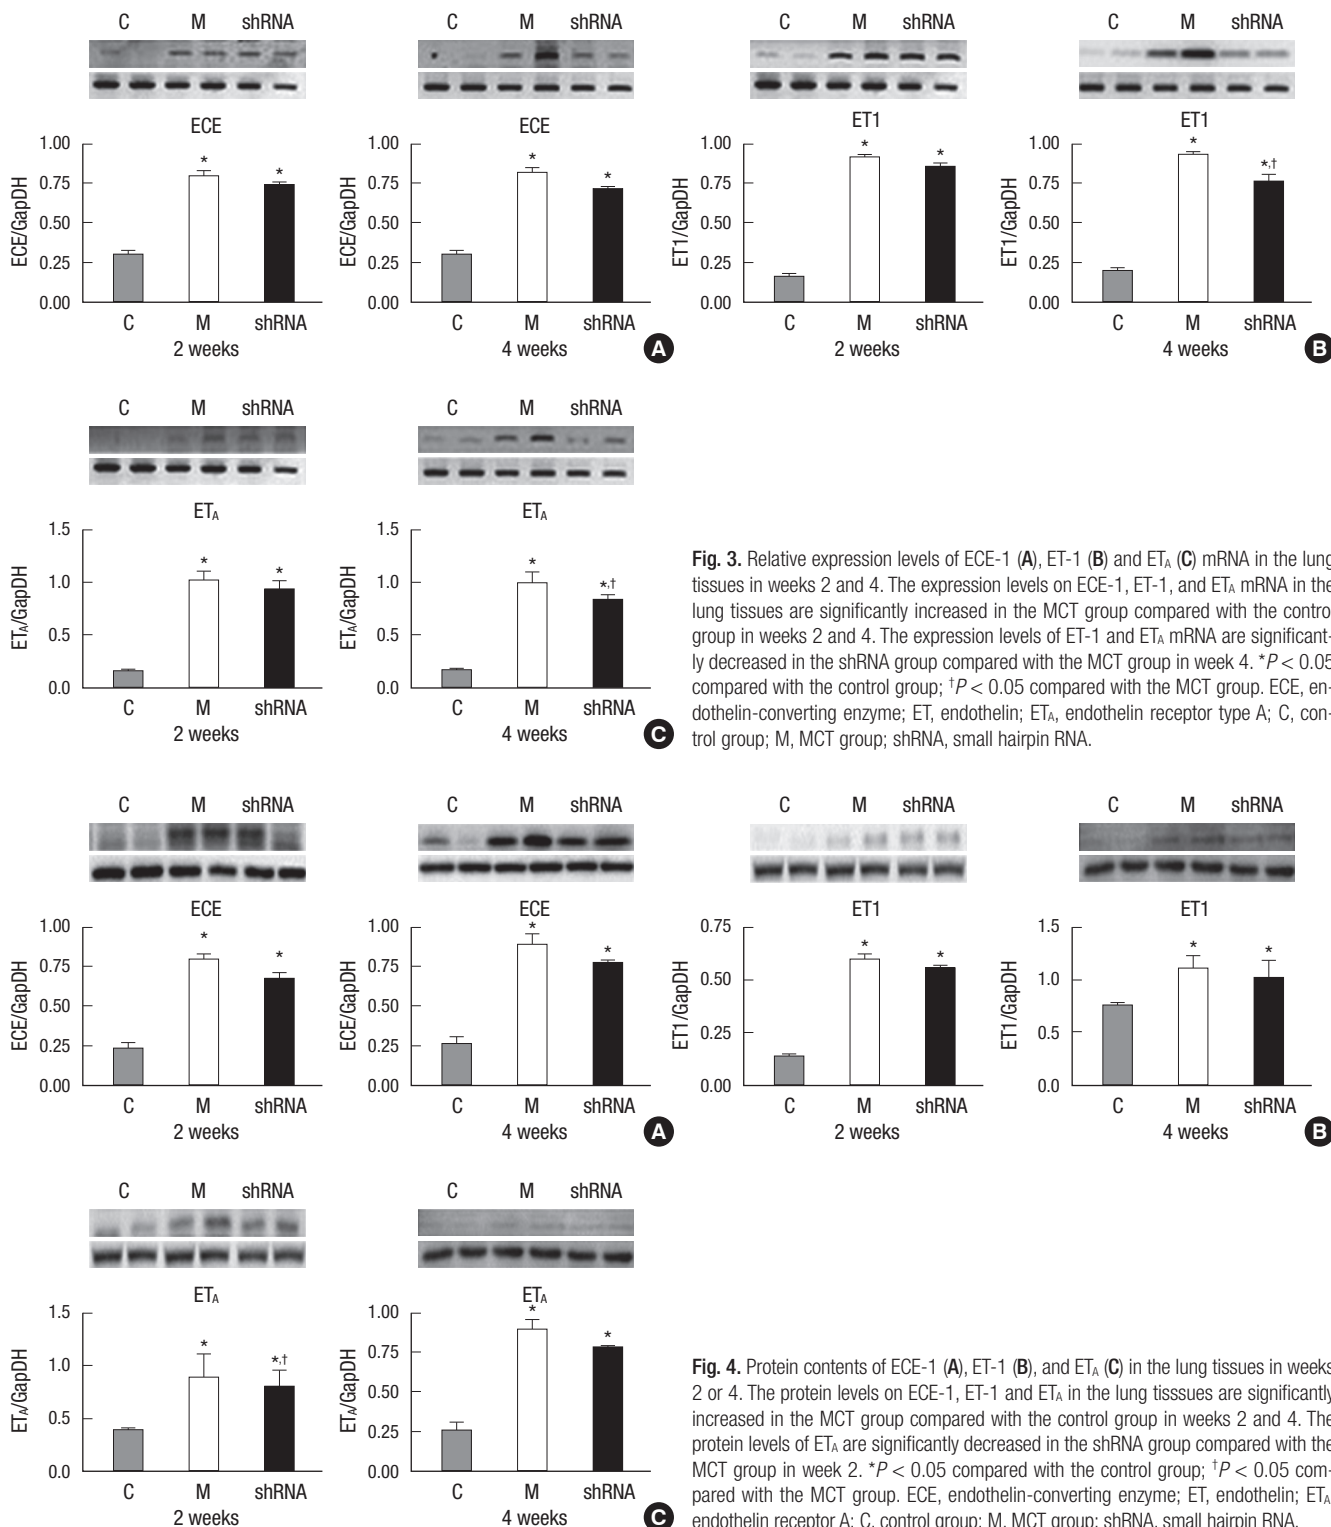 C M shRNA
ECE
1.00
0.75
0.50
0.25
0.00
ECE/GapDH
*
*
C M shRNA
2 weeks
C M shRNA
ECE
1.00
0.75
0.50
0.25
0.00
ECE/GapDH
*
*
C M shRNA
4 weeks
A
C M shRNA
ET1
1.00
0.75
0.50
0.25
0.00
ET1/GapDH
*
*
C M shRNA
2 weeks
C M shRNA
ET1
1.00
0.75
0.50
0.25
0.00
ET1/GapDH
*
*,†
C M shRNA
4 weeks
B
C M shRNA
ETA
1.5
1.0
0.5
0.0
ETA/GapDH
*
*
C M shRNA
2 weeks
C M shRNA
ETA
1.5
1.0
0.5
0.0
ETA/GapDH
*
*,†
C M shRNA
4 weeks
C
Fig. 3. Relative expression levels of ECE-1 (A), ET-1 (B) and ETA (C) mRNA in the lung
tissues in weeks 2 and 4. The expression levels on ECE-1, ET-1, and ETA mRNA in the
lung tissues are significantly increased in the MCT group compared with the contro
group in weeks 2 and 4. The expression levels of ET-1 and ETA mRNA are significant-
ly decreased in the shRNA group compared with the MCT group in week 4. *P < 0.05
compared with the control group; †P < 0.05 compared with the MCT group. ECE, en-
dothelin-converting enzyme; ET, endothelin; ETA, endothelin receptor type A; C, con-
trol group; M, MCT group; shRNA, small hairpin RNA.
C M shRNA
ECE
1.00
0.75
0.50
0.25
0.00
ECE/GapDH
*
*
C M shRNA
2 weeks
C M shRNA
ECE
1.00
0.75
0.50
0.25
0.00
ECE/GapDH
*
*
C M shRNA
4 weeks
A
C M shRNA
ET1
0.75
0.50
0.25
0.00
ET1/GapDH
*
*
C M shRNA
2 weeks
C M shRNA
ET1
1.5
1.0
0.5
0.0
ET1/GapDH
*
*
C M shRNA
4 weeks
B
C M shRNA
ETA
1.5
1.0
0.5
0.0
ETA/GapDH
*
*,†
C M shRNA
2 weeks
C M shRNA
ETA
1.00
0.75
0.50
0.25
0.00
ETA/GapDH
*
*
C M shRNA
4 weeks
C
Fig. 4. Protein contents of ECE-1 (A), ET-1 (B), and ETA (C) in the lung tissues in weeks
2 or 4. The protein levels on ECE-1, ET-1 and ETA in the lung tisssues are significantly
increased in the MCT group compared with the control group in weeks 2 and 4. The
protein levels of ETA are significantly decreased in the shRNA group compared with the
MCT group in week 2. *P < 0.05 compared with the control group; †P < 0.05 com-
pared with the MCT group. ECE, endothelin-converting enzyme; ET, endothelin; ETA
endothelin receptor A; C, control group; M, MCT group; shRNA, small hairpin RNA.